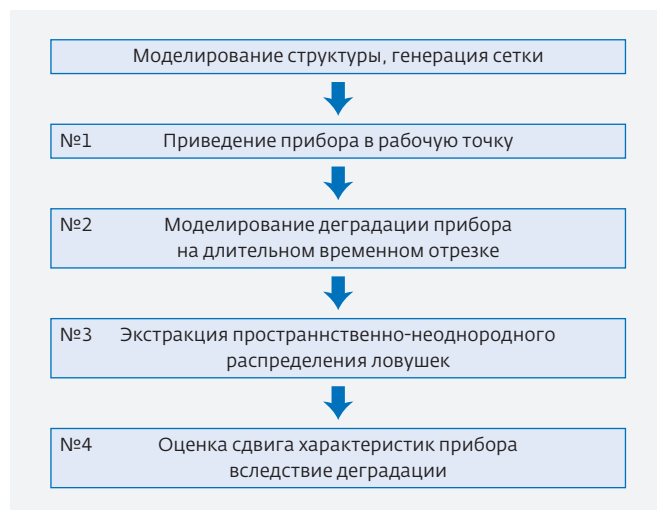 Моделирование структуры, генерация сетки
№1 Приведение прибора в рабочую точку
№2 Моделирование деградации прибора
на длительном временном отрезке
№3 Экстракция пространнственно-неоднородного
распределения ловушек
№4 Оценка сдвига характеристик прибора
вследствие деградации